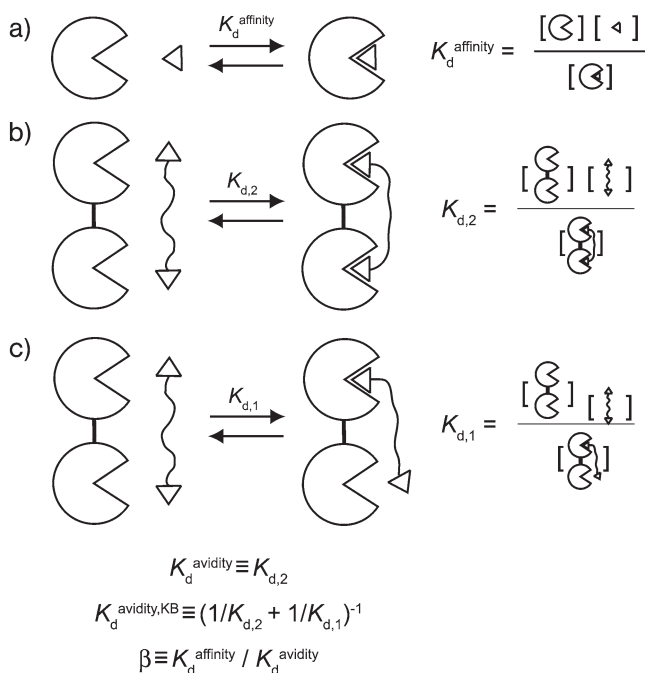 a)
K_d^affinity
K_d^affinity = [ ] [ ] / [ ]
b)
K_d,2
K_d,2 = [ ] [ ] / [ ]
c)
K_d,1
K_d,1 = [ ] [ ] / [ ]
K_d^avidity ≡ K_d,2
K_d^avidity,KB ≡ (1/K_d,2 + 1/K_d,1)^-1
β ≡ K_d^affinity / K_d^avidity